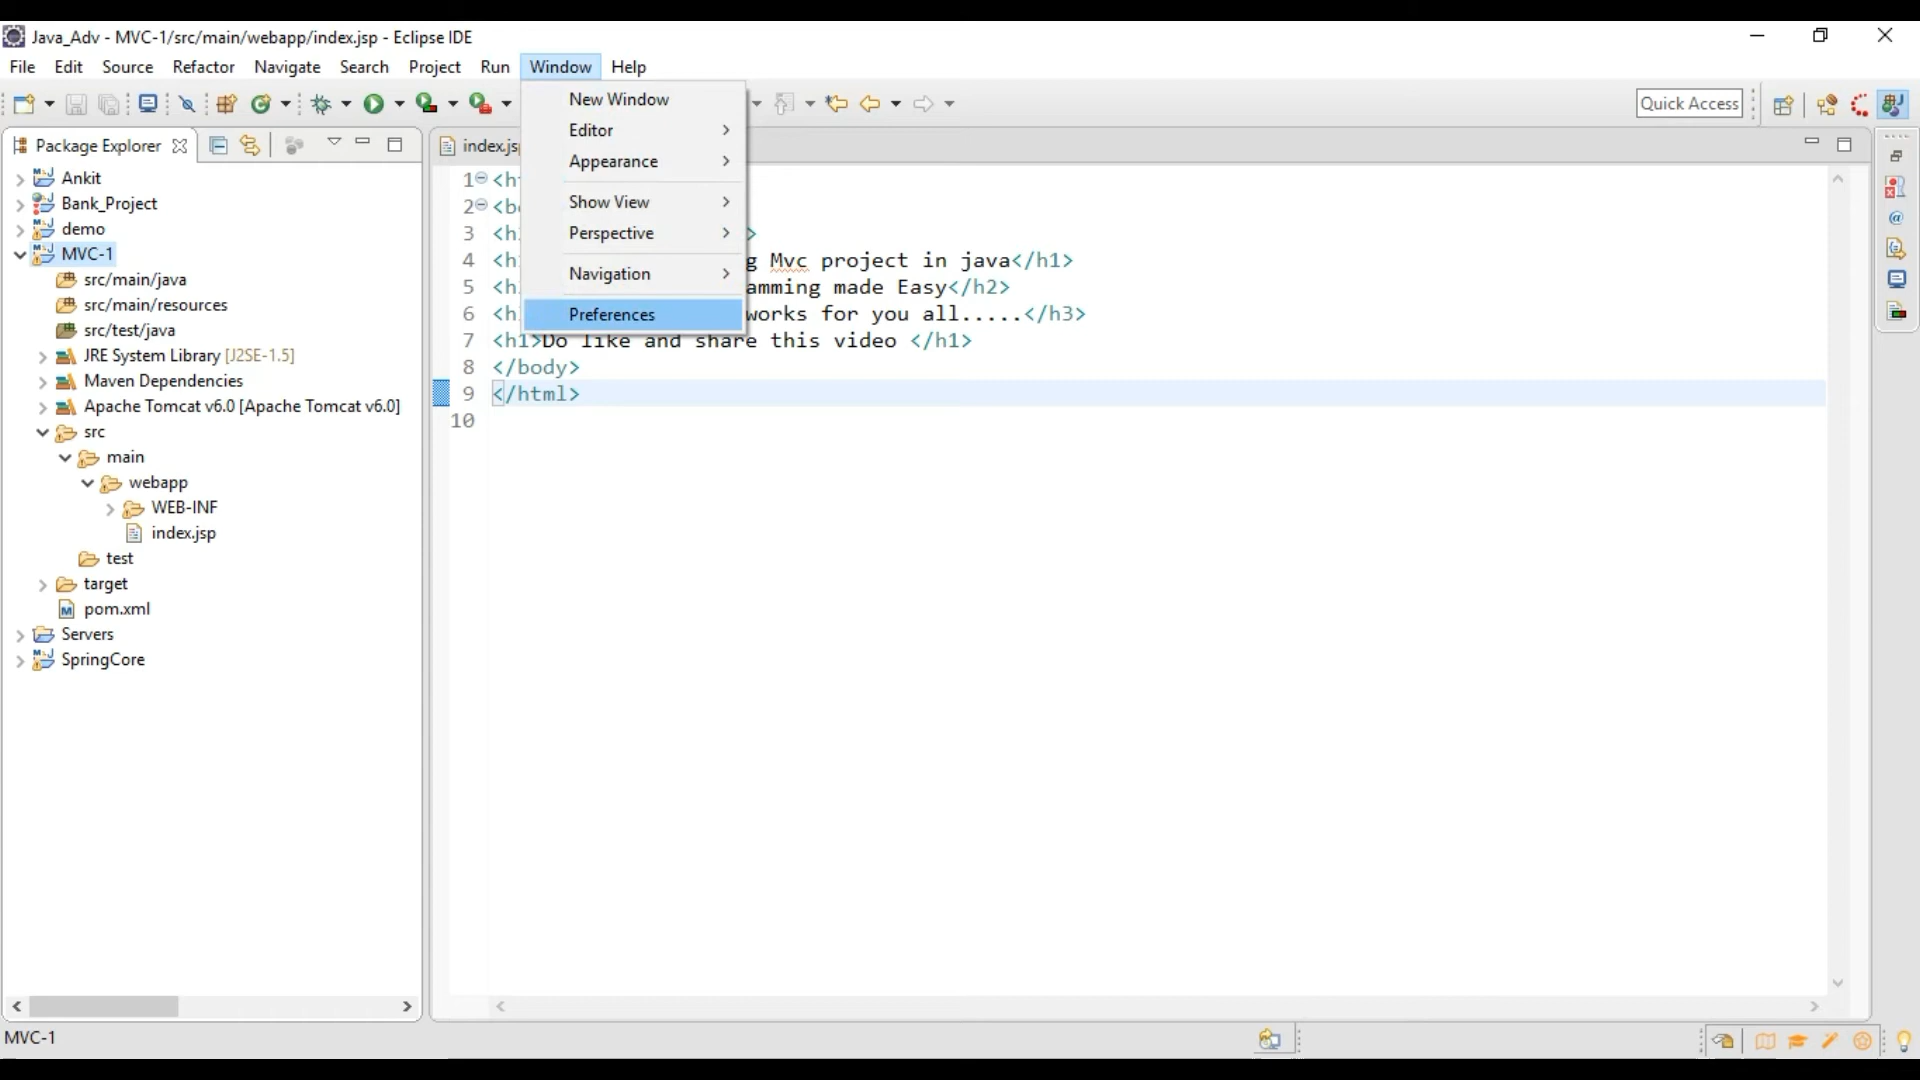 Java_Adv - MVC-1/src/main/webapp/index.jsp - Eclipse IDE
File Edit Source Refactor Navigate Search Project Run Window Help
Quick Access
New Window
Editor
Appearance
Show View
Perspective
Navigation
Preferences
Package Explorer
Ankit
Bank_Project
demo
MVC-1
src/main/java
src/main/resources
src/test/java
JRE System Library [J2SE-1.5]
Maven Dependencies
Apache Tomcat v6.0 [Apache Tomcat v6.0]
src
main
webapp
WEB-INF
index.jsp
test
target
pom.xml
Servers
SpringCore
1
2
3 >
4 Mvc project in java</h1>
5 made Easy</h2>
6 works for you all.....</h3>
7 <h1>Do like and share this video </h1>
8 </body>
9 </html>
10
MVC-1